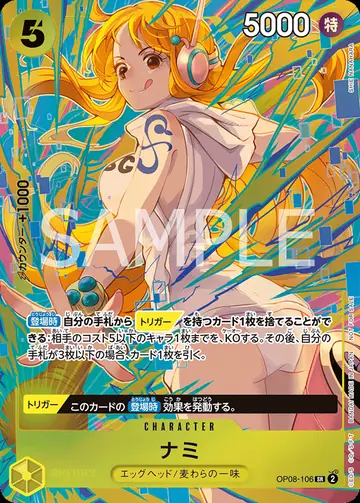 5
5000 特
カウンター +1000
SC
SAMPLE
登場時 自分の手札から トリガー を持つカード1枚を捨てることがで
きる:相手のコスト5以下のキャラ1枚までを、KOする。その後、自分の
手札が3枚以下の場合、カード1枚を引く。
トリガー このカードの 登場時 効果を発動する。
CHARACTER
ナミ
エッグヘッド/麦わらの一味
OP08-106 SR 2